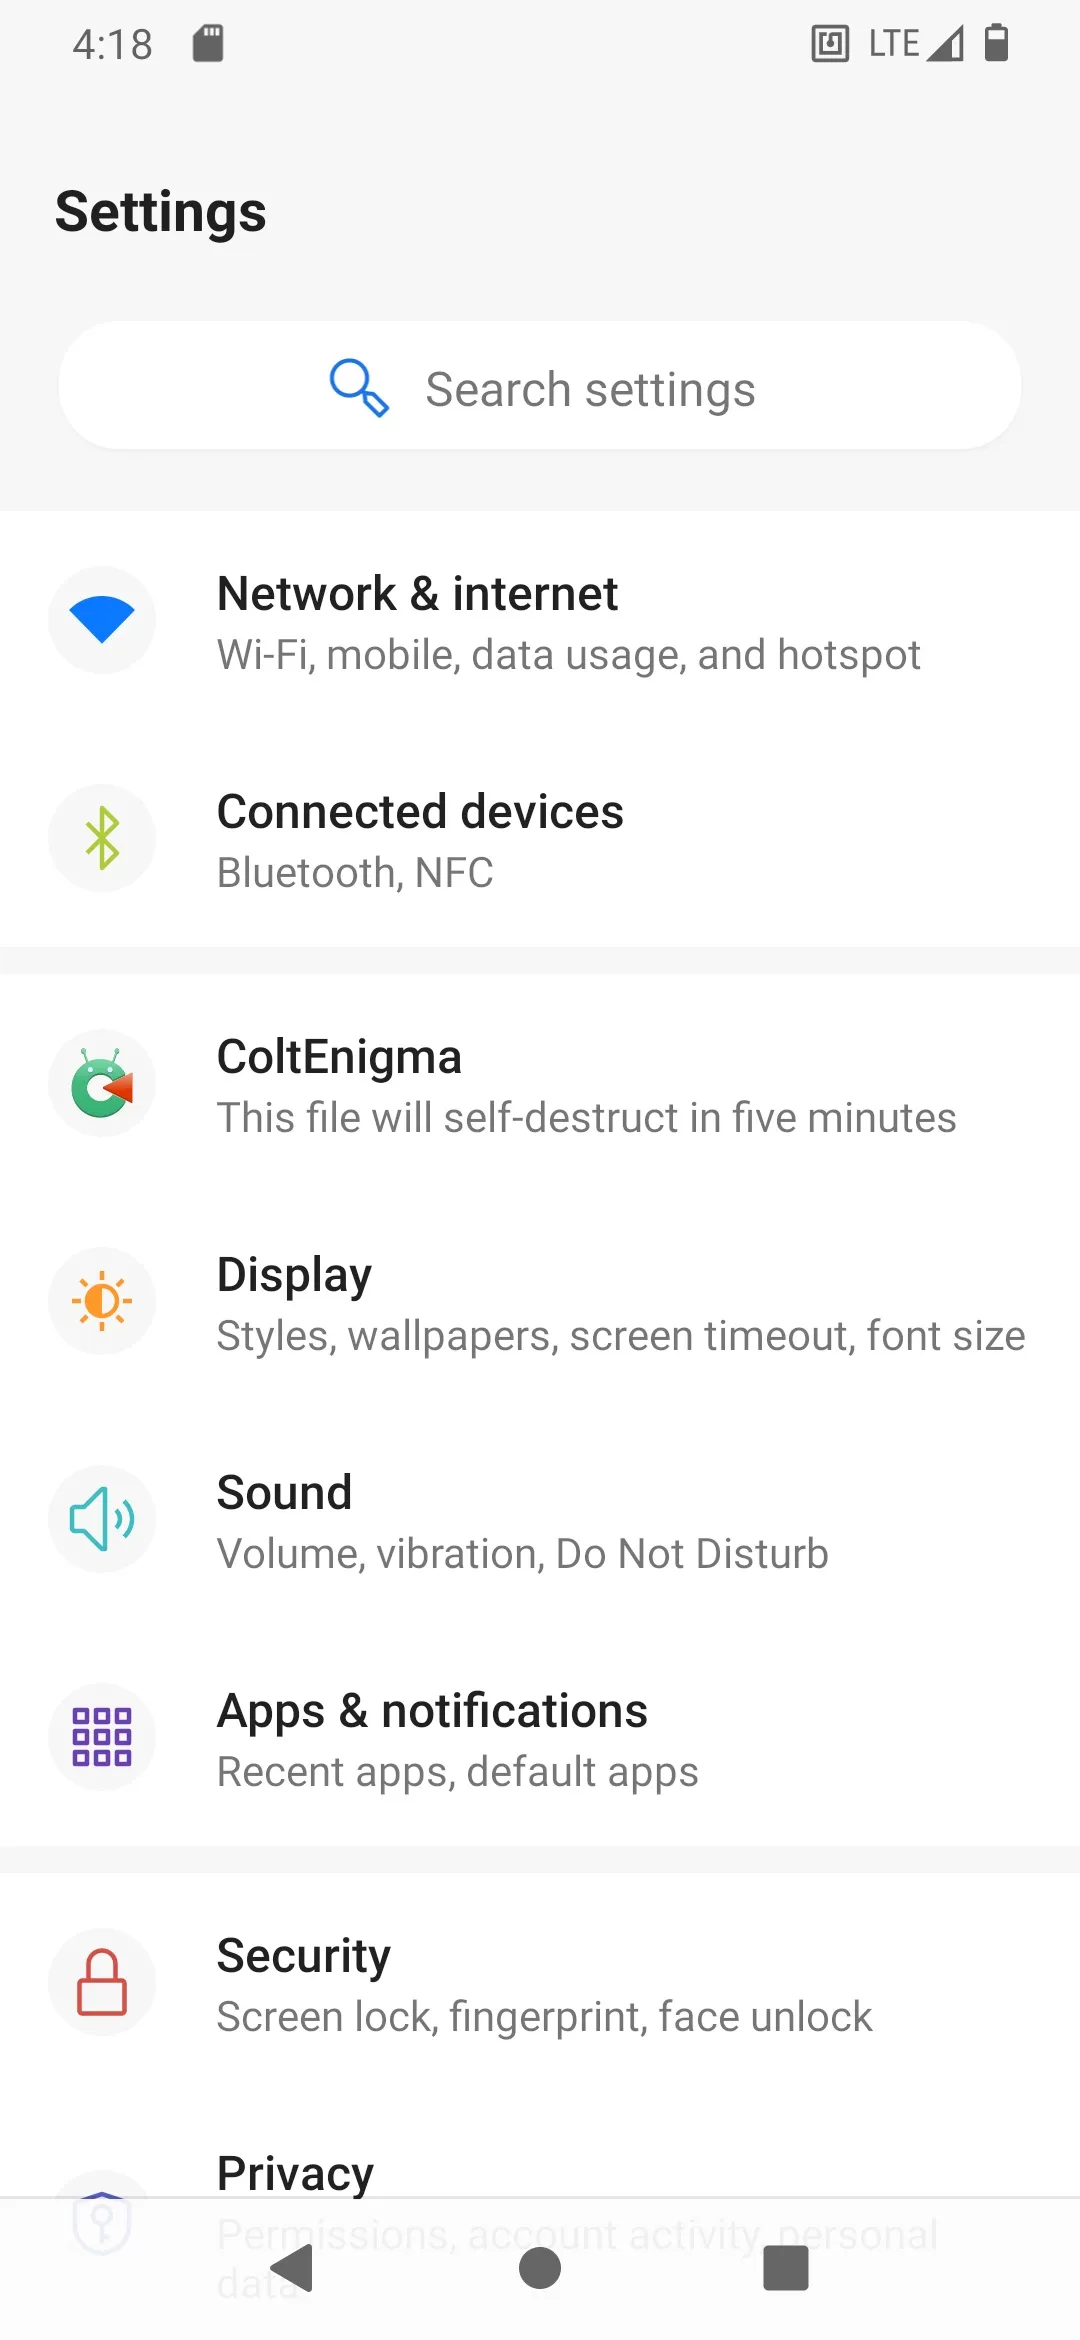 4:18
LTE
Settings
Search settings
Network & internet
Wi-Fi, mobile, data usage, and hotspot
Connected devices
Bluetooth, NFC
ColtEnigma
This file will self-destruct in five minutes
Display
Styles, wallpapers, screen timeout, font size
Sound
Volume, vibration, Do Not Disturb
Apps & notifications
Recent apps, default apps
Security
Screen lock, fingerprint, face unlock
Privacy
Permissions, account activity, personal
data